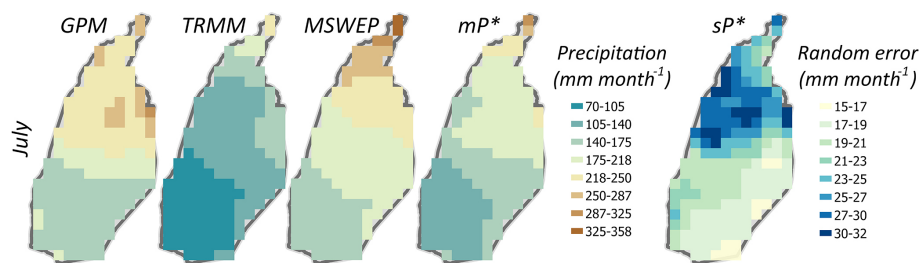 GPM TRMM MSWEP mP* sP*
July
Precipitation
(mm month-1)
70-105
105-140
140-175
175-218
218-250
250-287
287-325
325-358
Random error
(mm month-1)
15-17
17-19
19-21
21-23
23-25
25-27
27-30
30-32